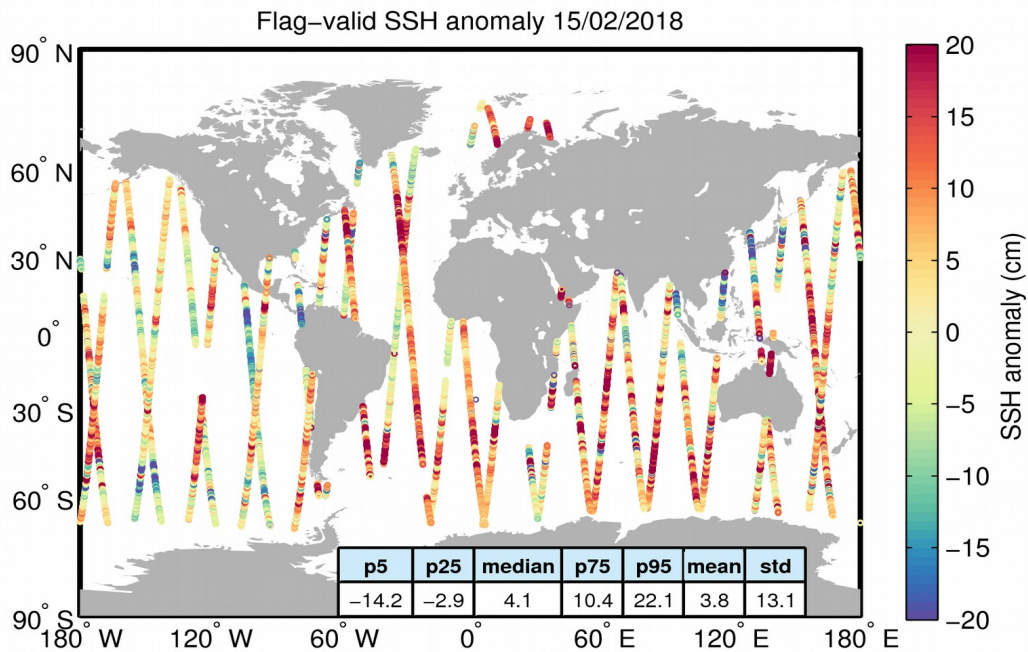 Flag−valid SSH anomaly 15/02/2018
90° N
60° N
30° N
0°
30° S
60° S
90° S
180° W
120° W
60° W
0°
60° E
120° E
180° E
p5 p25 median p75 p95 mean std
−14.2 −2.9 4.1 10.4 22.1 3.8 13.1
20
15
10
5
0
−5
−10
−15
−20
SSH anomaly (cm)